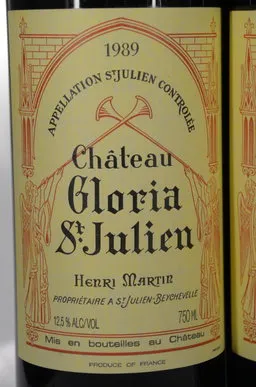 1989
APPELLATION ST JULIEN CONTRÔLÉE
Château
Gloria
St. Julien
HENRI MARTIN
PROPRIÉTAIRE A ST JULIEN-BEYCHEVELLE
12.5 % ALC/VOL 750 ML
Mis en bouteilles au Château
PRODUCE OF FRANCE